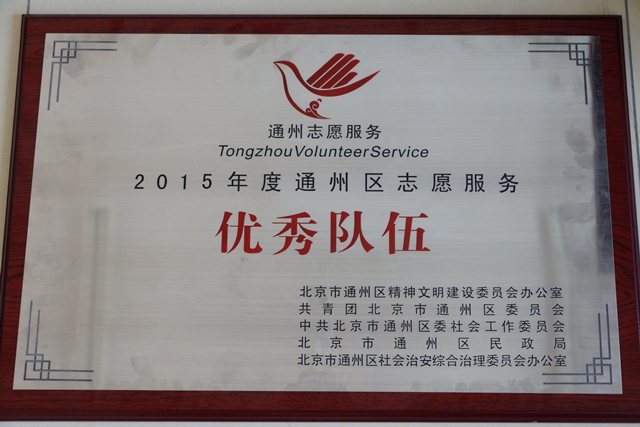 通州志愿服务
TongzhouVolunteerService
2015年度通州区志愿服务
优秀队伍
北京市通州区精神文明建设委员会办公室
共青团北京市通州区委员会
中共北京市通州区委社会工作委员会
北京市通州区民政局
北京市通州区社会治安综合治理委员会办公室